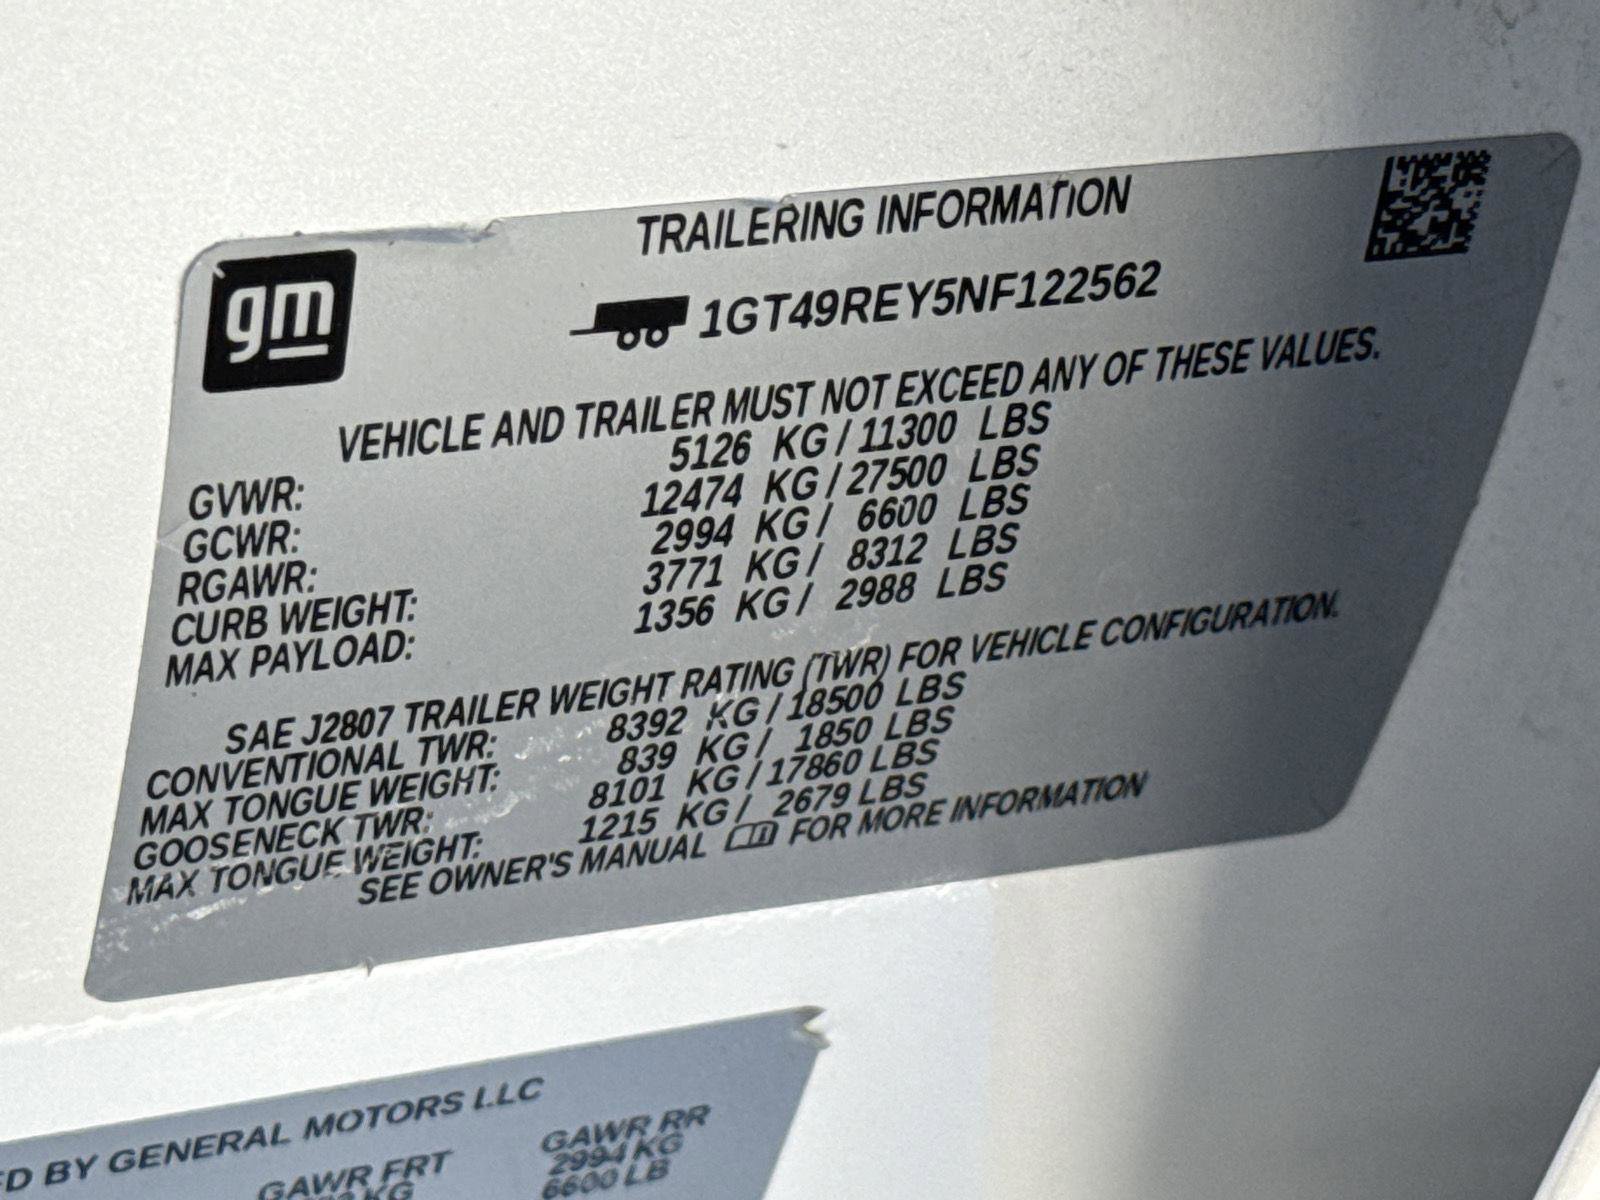 gm
TRAILERING INFORMATION
1GT49REY5NF122562
VEHICLE AND TRAILER MUST NOT EXCEED ANY OF THESE VALUES.
GVWR: 5126 KG / 11300 LBS
GCWR: 12474 KG / 27500 LBS
RGAWR: 2994 KG / 6600 LBS
CURB WEIGHT: 3771 KG / 8312 LBS
MAX PAYLOAD: 1356 KG / 2988 LBS
SAE J2807 TRAILER WEIGHT RATING (TWR) FOR VEHICLE CONFIGURATION.
CONVENTIONAL TWR: 8392 KG / 18500 LBS
MAX TONGUE WEIGHT: 839 KG / 1850 LBS
GOOSENECK TWR: 8101 KG / 17860 LBS
MAX TONGUE WEIGHT: 1215 KG / 2679 LBS
SEE OWNER'S MANUAL FOR MORE INFORMATION
BY GENERAL MOTORS LLC
GAWR FRT GAWR RR
KG 2994 KG
6600 LB